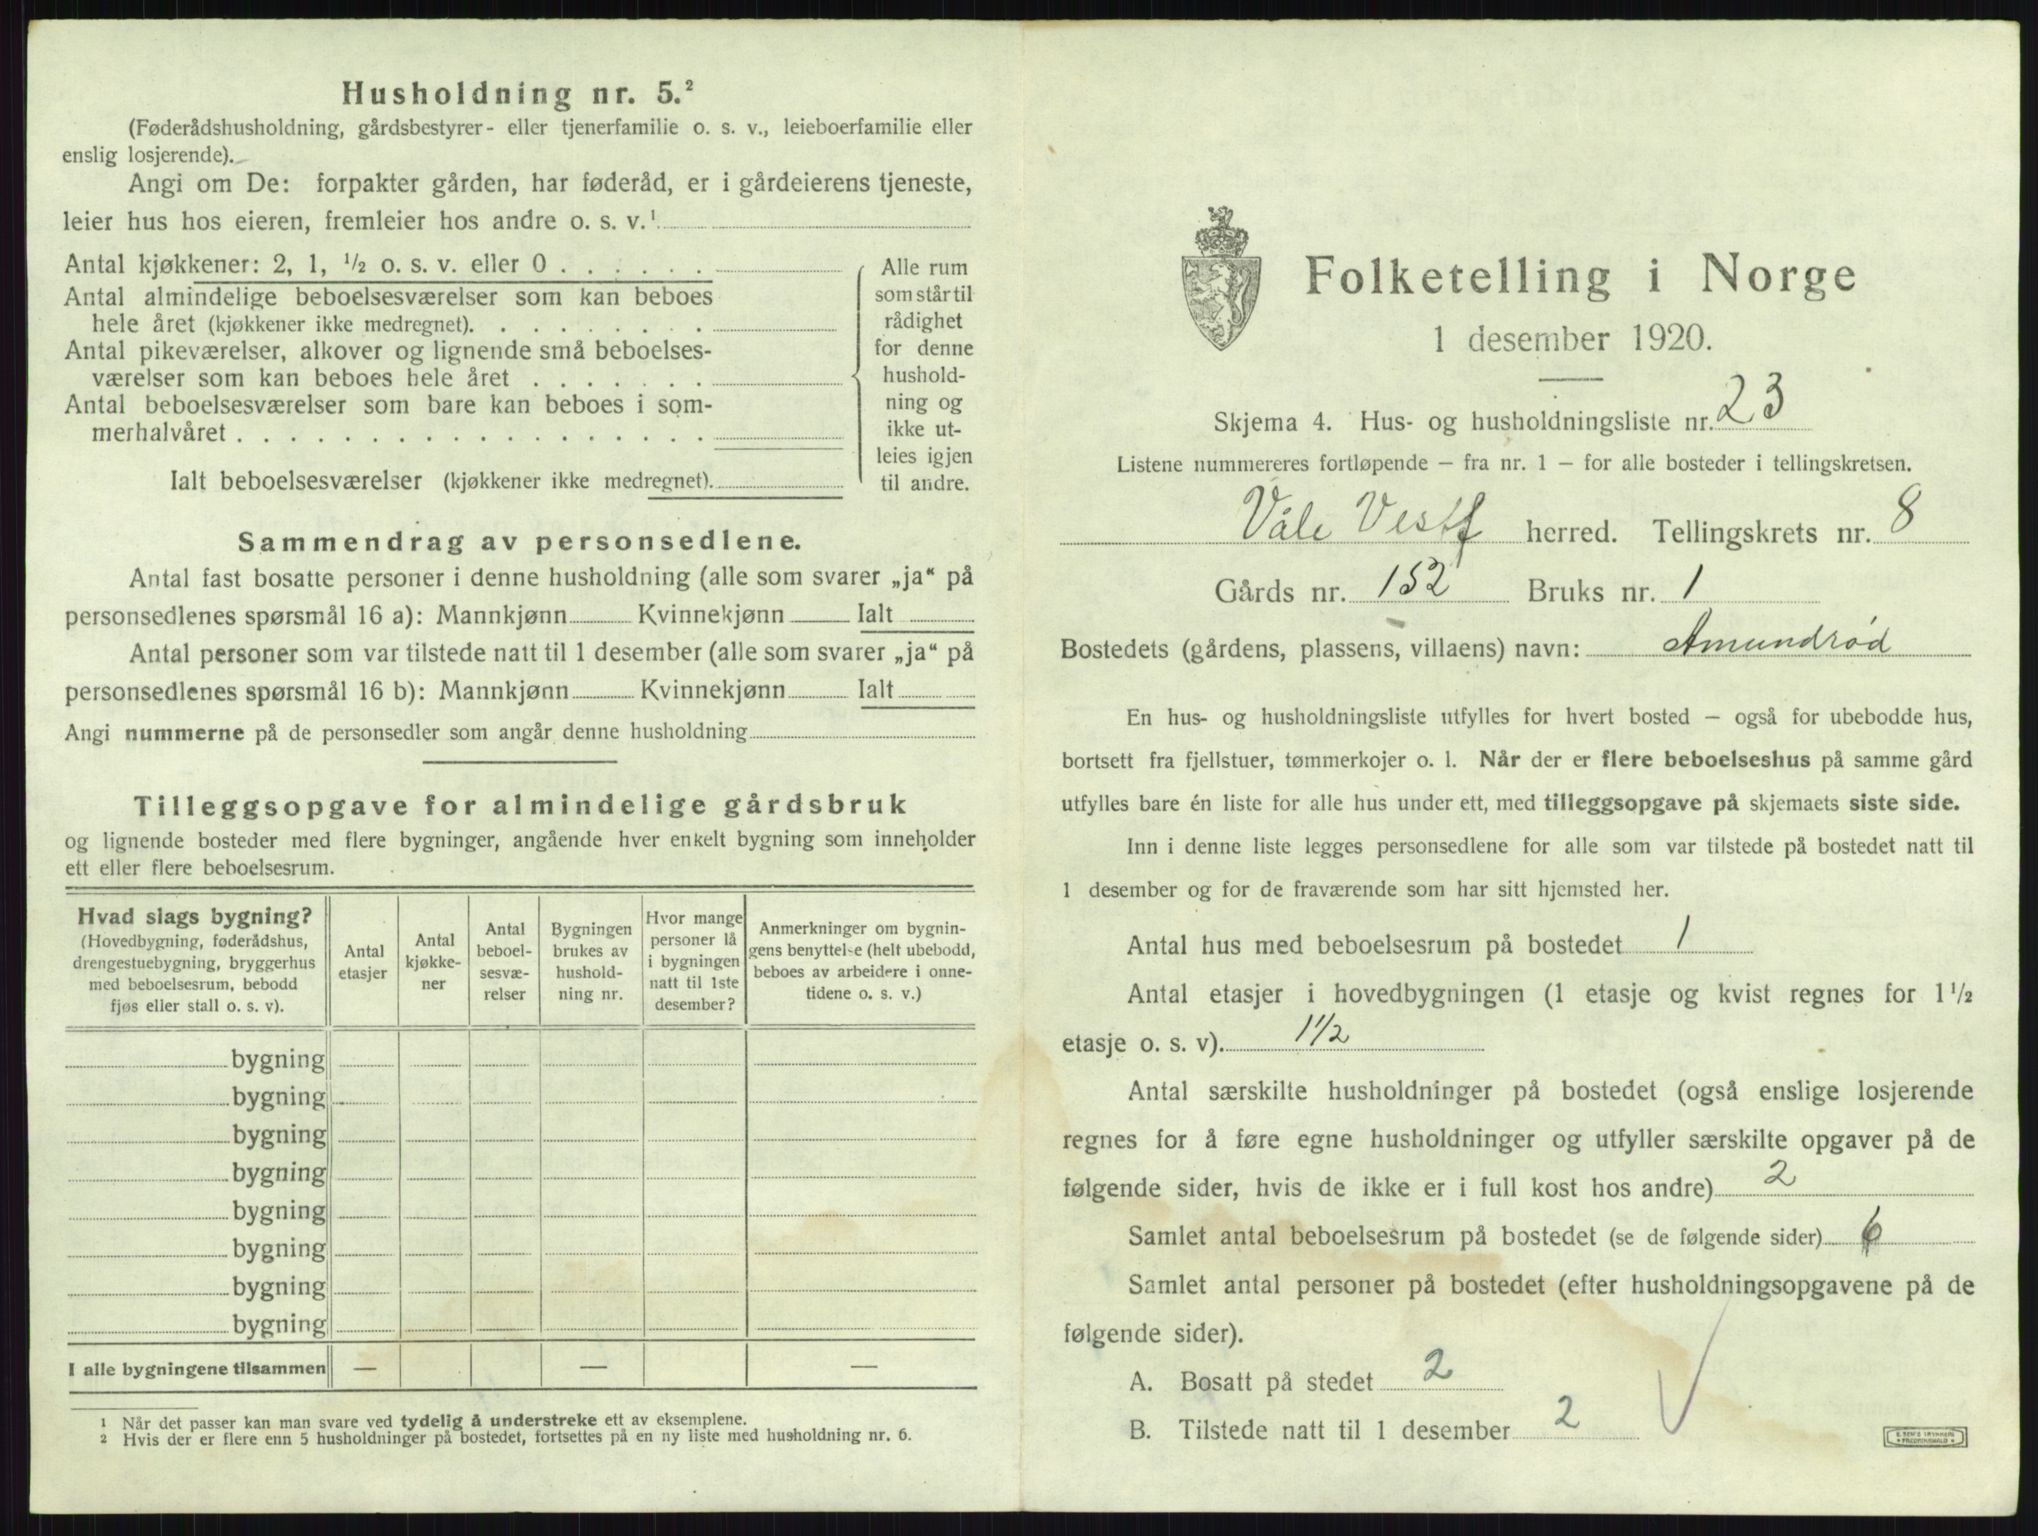 Husholdning nr. 5.²
(Føderådshusholdning, gårdsbestyrer- eller tjenerfamilie o. s. v., leieboerfamilie eller
enslig losjerende).
Angi om De: forpakter gården, har føderåd, er i gårdeierens tjeneste,
leier hus hos eieren, fremleier hos andre o. s. v.¹
Antal kjøkkener: 2, 1, ½ o. s. v. eller 0 . . . . . .
Antal almindelige beboelsesværelser som kan beboes
hele året (kjøkkener ikke medregnet). . . . . . . . .
Antal pikeværelser, alkover og lignende små beboelses-
værelser som kan beboes hele året . . . . . . .
Antal beboelsesværelser som bare kan beboes i som-
merhalvåret . . . . . . . . . . . . . . . . . .
Ialt beboelsesværelser (kjøkkener ikke medregnet).
Alle rum
som står til
rådighet
for denne
hushold-
ning og
ikke ut-
leies igjen
til andre.
Sammendrag av personsedlene.
Antal fast bosatte personer i denne husholdning (alle som svarer „ja“ på
personsedlenes spørsmål 16 a): Mannkjønn Kvinnekjønn Ialt
Antal personer som var tilstede natt til 1 desember (alle som svarer „ja“ på
personsedlenes spørsmål 16 b): Mannkjønn Kvinnekjønn Ialt
Angi nummerne på de personsedler som angår denne husholdning
Tilleggsopgave for almindelige gårdsbruk
og lignende bosteder med flere bygninger, angående hver enkelt bygning som inneholder
ett eller flere beboelsesrum.
Hvad slags bygning?
(Hovedbygning, føderådshus,
drengestuebygning, bryggerhus
med beboelsesrum, bebodd
fjøs eller stall o. s. v).
Antal
etasjer
Antal
kjøkke-
ner
Antal
beboel-
sesvæ-
relser
Bygningen
brukes av
hushold-
ning nr.
Hvor mange
personer lå
i bygningen
natt til 1ste
desember?
Anmerkninger om bygnin-
gens benyttelse (helt ubebodd,
beboes av arbeidere i onne-
tidene o. s. v.)
bygning
bygning
bygning
bygning
bygning
bygning
bygning
bygning
I alle bygningene tilsammen — — —
1 Når det passer kan man svare ved tydelig å understreke ett av eksemplene.
2 Hvis der er flere enn 5 husholdninger på bostedet, fortsettes på en ny liste med husholdning nr. 6.
Folketelling i Norge
1 desember 1920.
Skjema 4. Hus- og husholdningsliste nr. 23
Listene nummereres fortløpende – fra nr. 1 – for alle bosteder i tellingskretsen.
Våle Vestf herred. Tellingskrets nr. 8
Gårds nr. 152 Bruks nr. 1
Bostedets (gårdens, plassens, villaens) navn: Amundrød
En hus- og husholdningsliste utfylles for hvert bosted – også for ubebodde hus,
bortsett fra fjellstuer, tømmerkojer o. l. Når der er flere beboelseshus på samme gård
utfylles bare én liste for alle hus under ett, med tilleggsopgave på skjemaets siste side.
Inn i denne liste legges personsedlene for alle som var tilstede på bostedet natt til
1 desember og for de fraværende som har sitt hjemsted her.
Antal hus med beboelsesrum på bostedet 1
Antal etasjer i hovedbygningen (1 etasje og kvist regnes for 1½
etasje o. s. v). 1½
Antal særskilte husholdninger på bostedet (også enslige losjerende
regnes for å føre egne husholdninger og utfyller særskilte opgaver på de
følgende sider, hvis de ikke er i full kost hos andre) 2
Samlet antal beboelsesrum på bostedet (se de følgende sider) 6
Samlet antal personer på bostedet (efter husholdningsopgavene på de
følgende sider).
A. Bosatt på stedet 2
B. Tilstede natt til 1 desember 2